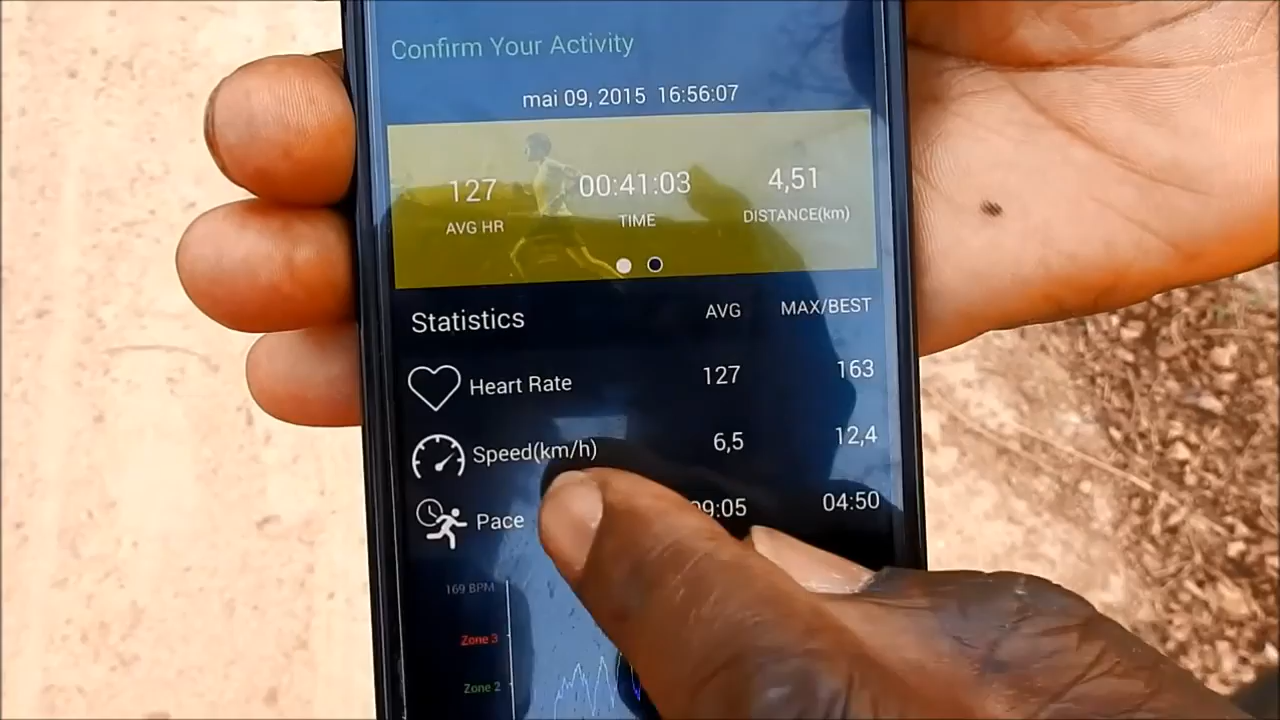 Confirm Your Activity
mai 09, 2015 16:56:07
127 00:41:03 4,51
AVG HR TIME DISTANCE(km)
Statistics AVG MAX/BEST
Heart Rate 127 163
Speed(km/h) 6,5 12,4
Pace 09:05 04:50
169 BPM
Zone 3
Zone 2